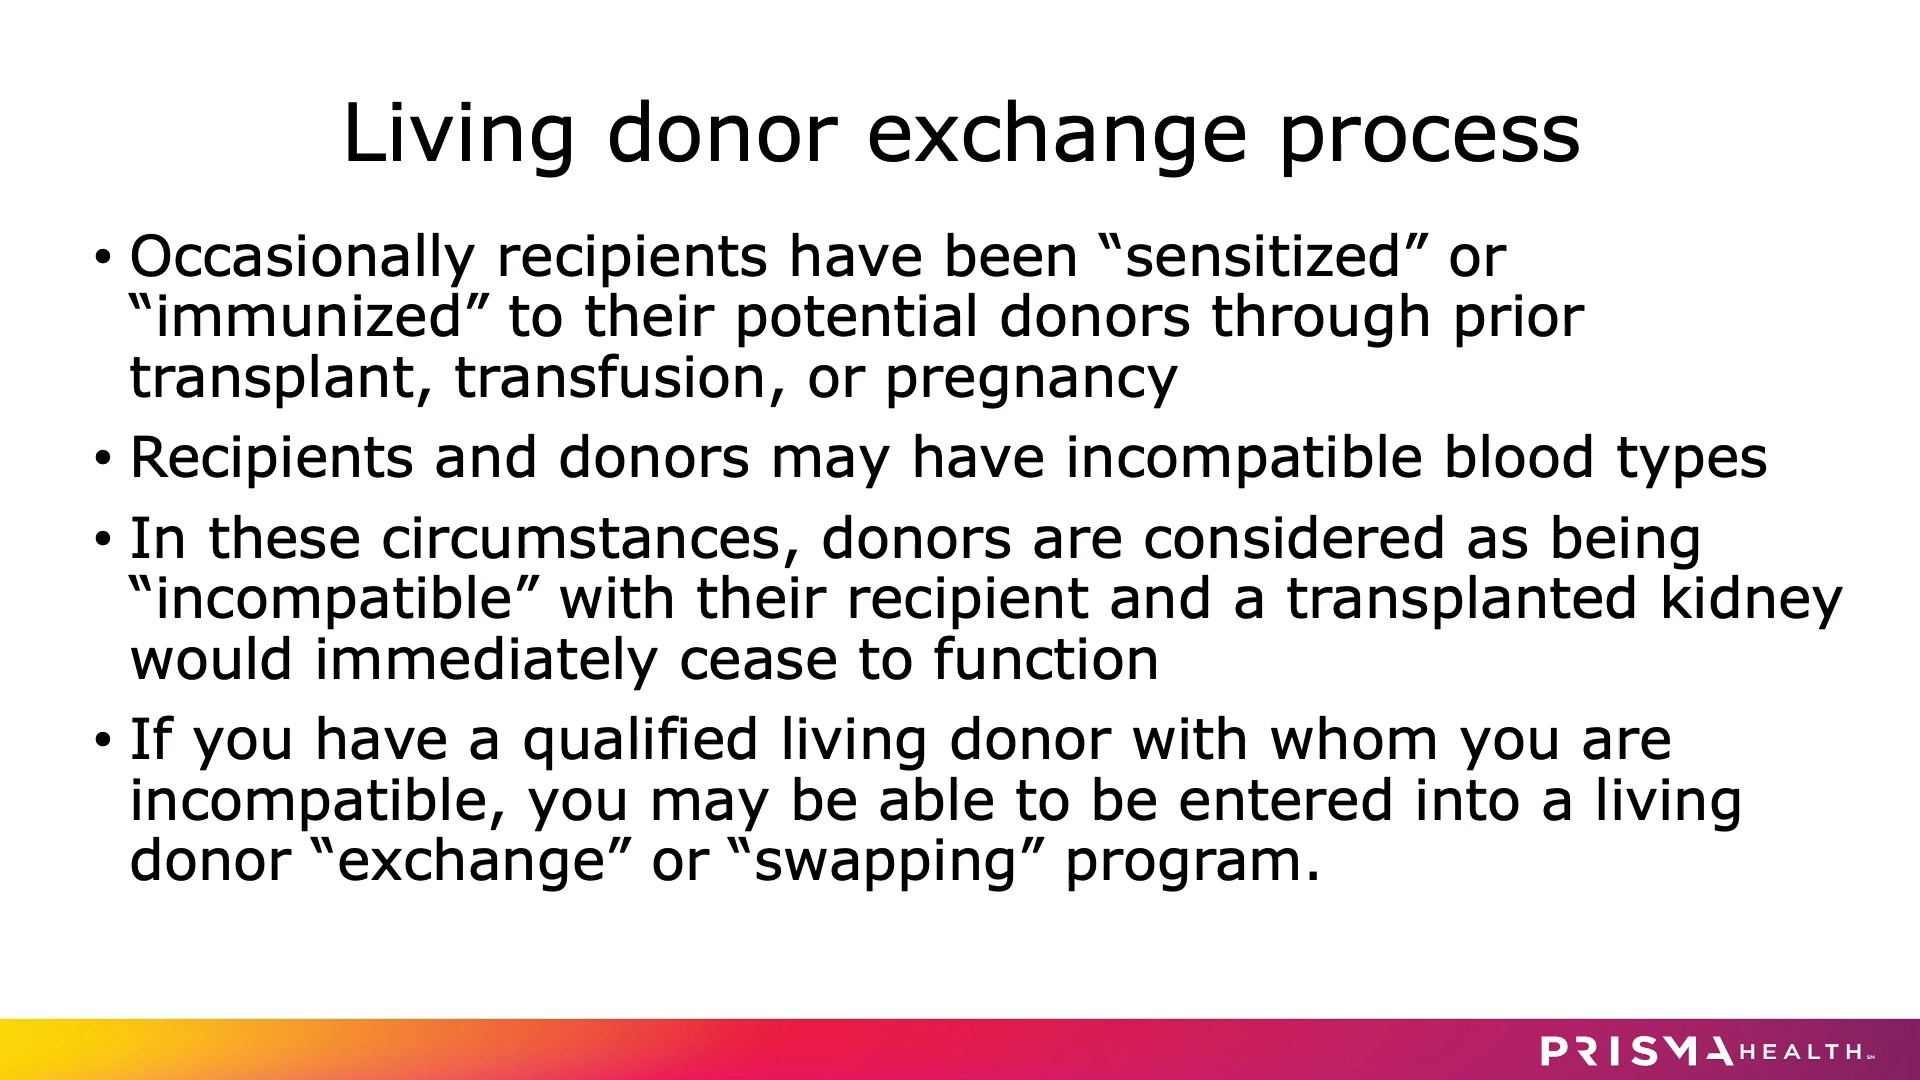 Living donor exchange process
• Occasionally recipients have been “sensitized” or
“immunized” to their potential donors through prior
transplant, transfusion, or pregnancy
• Recipients and donors may have incompatible blood types
• In these circumstances, donors are considered as being
“incompatible” with their recipient and a transplanted kidney
would immediately cease to function
• If you have a qualified living donor with whom you are
incompatible, you may be able to be entered into a living
donor “exchange” or “swapping” program.
PRISMA HEALTH℠